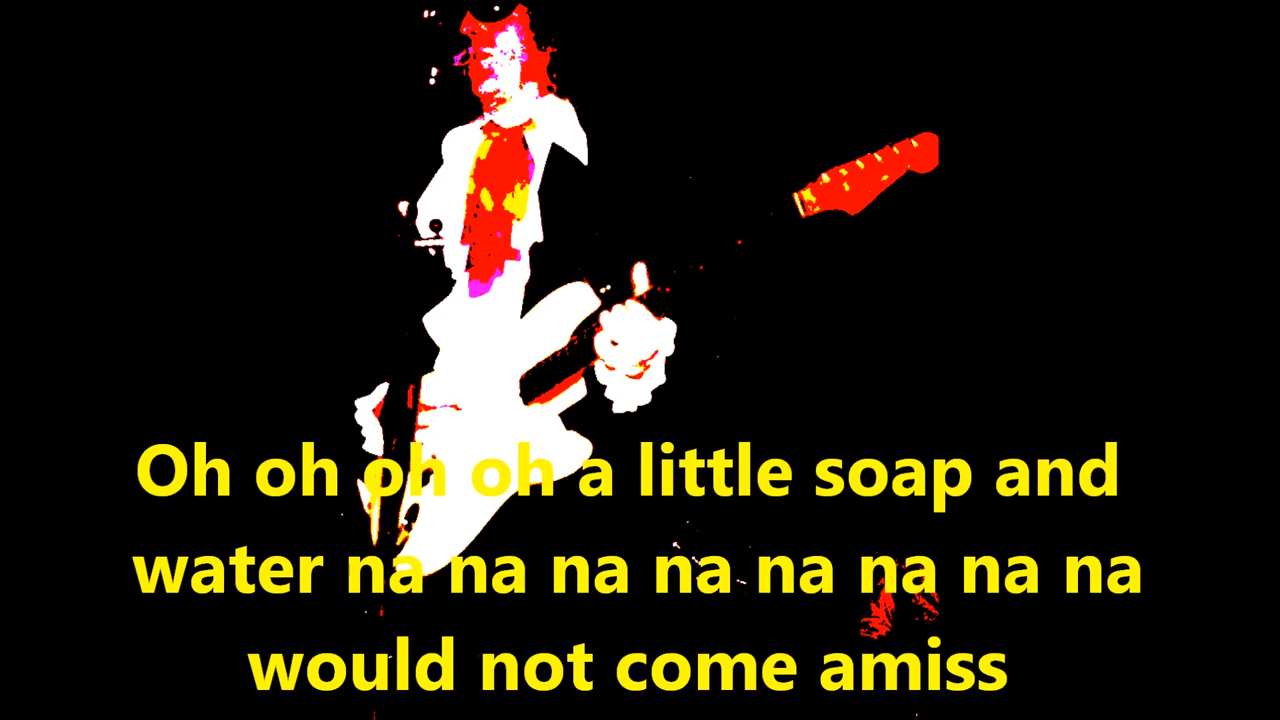 Oh oh oh oh a little soap and
water na na na na na na na na
would not come amiss